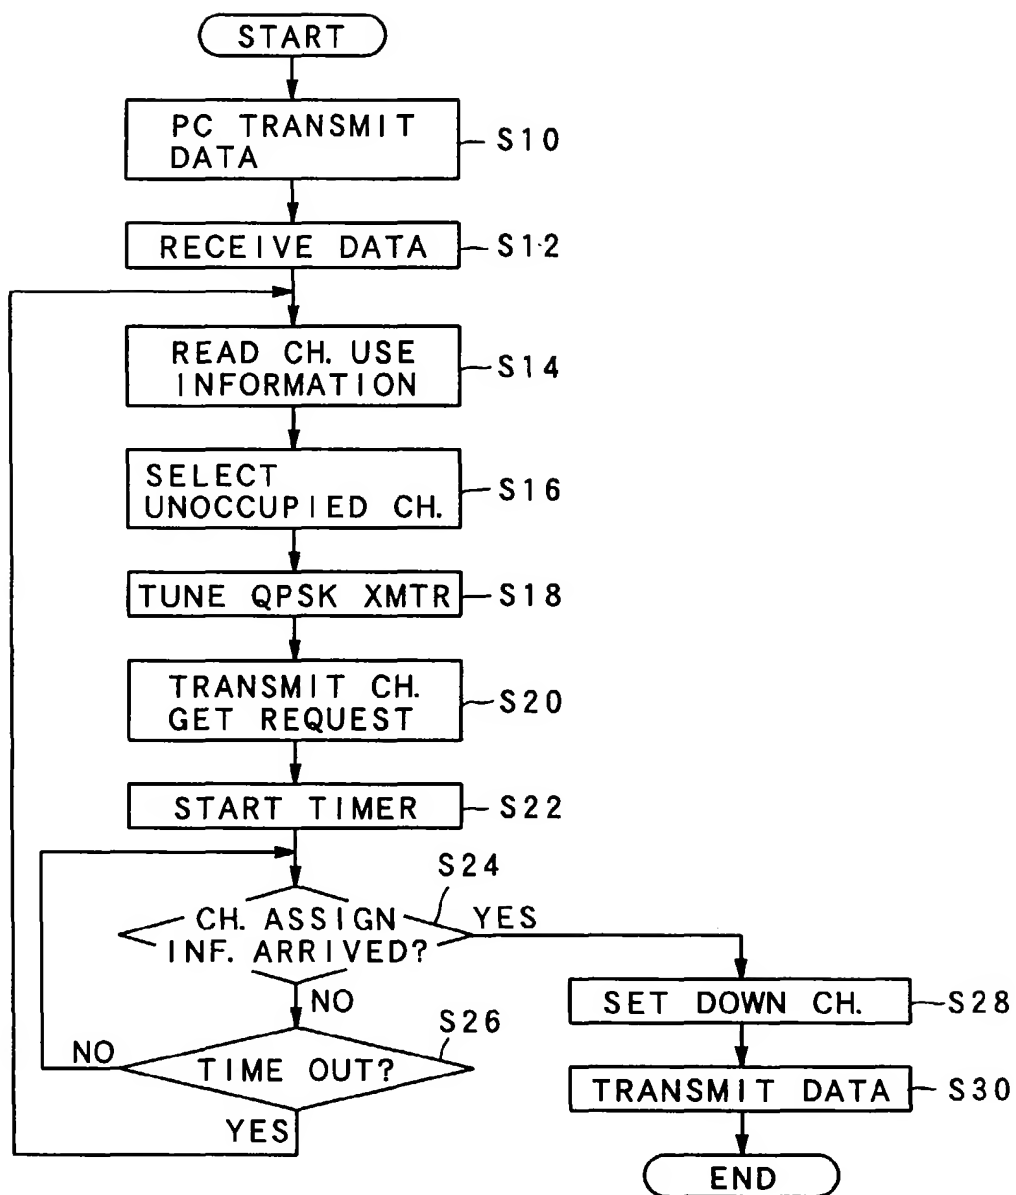 START
PC TRANSMIT
DATA
S10
RECEIVE DATA
S12
READ CH. USE
INFORMATION
S14
SELECT
UNOCCUPIED CH.
S16
TUNE QPSK XMTR
S18
TRANSMIT CH.
GET REQUEST
S20
START TIMER
S22
S24
CH. ASSIGN
INF. ARRIVED?
YES
NO
S26
TIME OUT?
NO
YES
SET DOWN CH.
S28
TRANSMIT DATA
S30
END